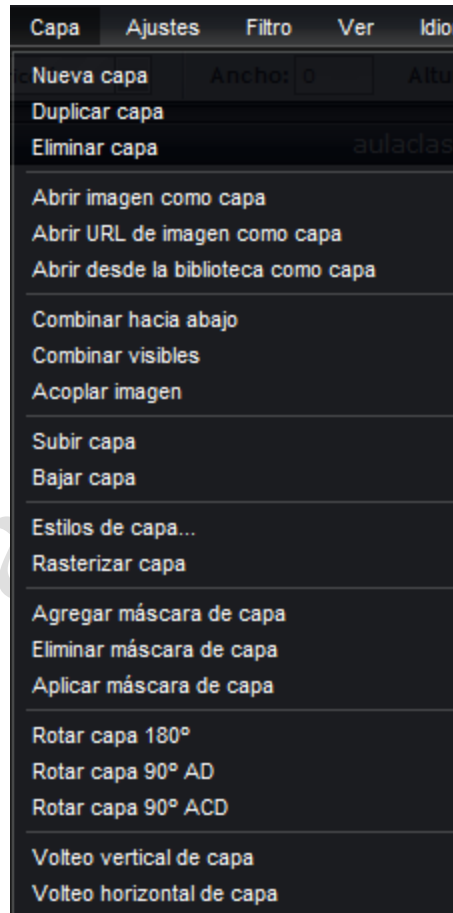 Capa Ajustes Filtro Ver Idio
Nueva capa Ancho: 0 Altu
Duplicar capa
Eliminar capa aulaclas
Abrir imagen como capa
Abrir URL de imagen como capa
Abrir desde la biblioteca como capa
Combinar hacia abajo
Combinar visibles
Acoplar imagen
Subir capa
Bajar capa
Estilos de capa...
Rasterizar capa
Agregar máscara de capa
Eliminar máscara de capa
Aplicar máscara de capa
Rotar capa 180º
Rotar capa 90º AD
Rotar capa 90º ACD
Volteo vertical de capa
Volteo horizontal de capa